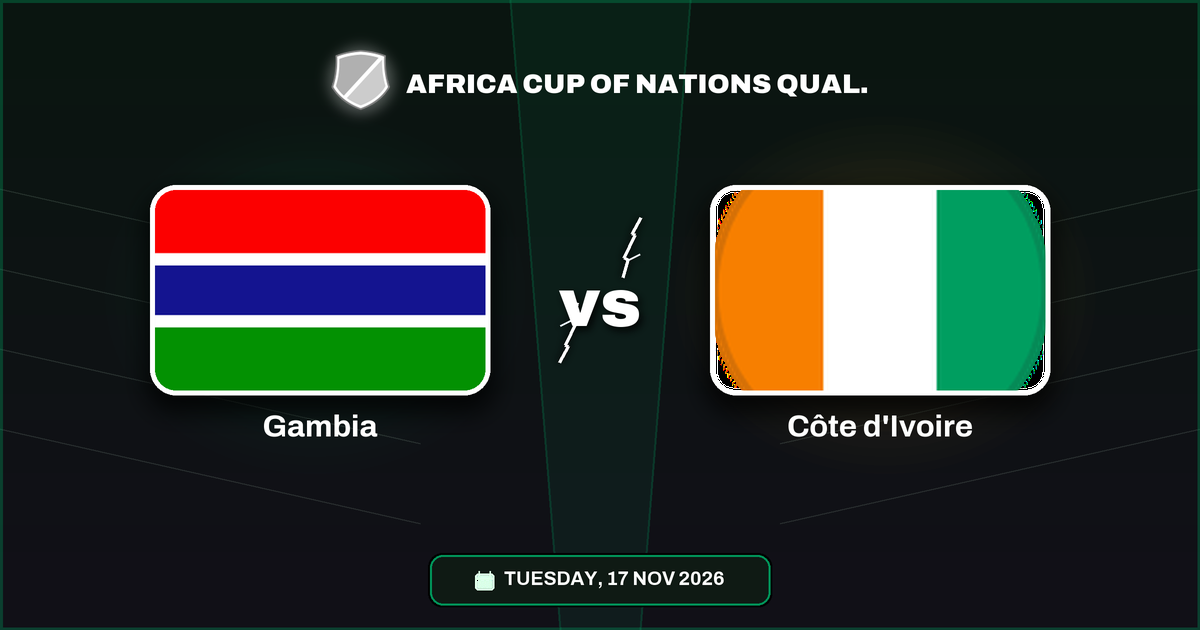 AFRICA CUP OF NATIONS QUAL.
VS
Gambia
Côte d'Ivoire
TUESDAY, 17 NOV 2026